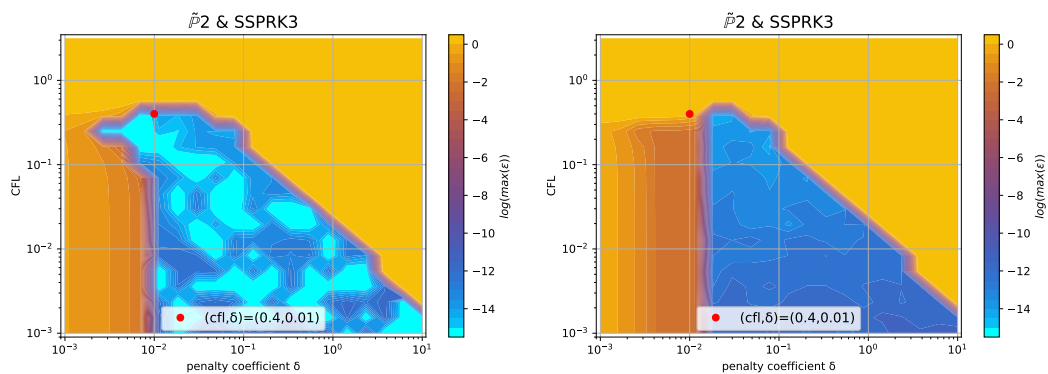 ℙ̃2 & SSPRK3
CFL
10⁰
10⁻¹
10⁻²
10⁻³
10⁻³ 10⁻² 10⁻¹ 10⁰ 10¹
penalty coefficient δ
(cfl,δ)=(0.4,0.01)
0
−2
−4
−6
−8
−10
−12
−14
log(max(ε))
ℙ̃2 & SSPRK3
CFL
10⁰
10⁻¹
10⁻²
10⁻³
10⁻³ 10⁻² 10⁻¹ 10⁰ 10¹
penalty coefficient δ
(cfl,δ)=(0.4,0.01)
0
−2
−4
−6
−8
−10
−12
−14
log(max(ε))